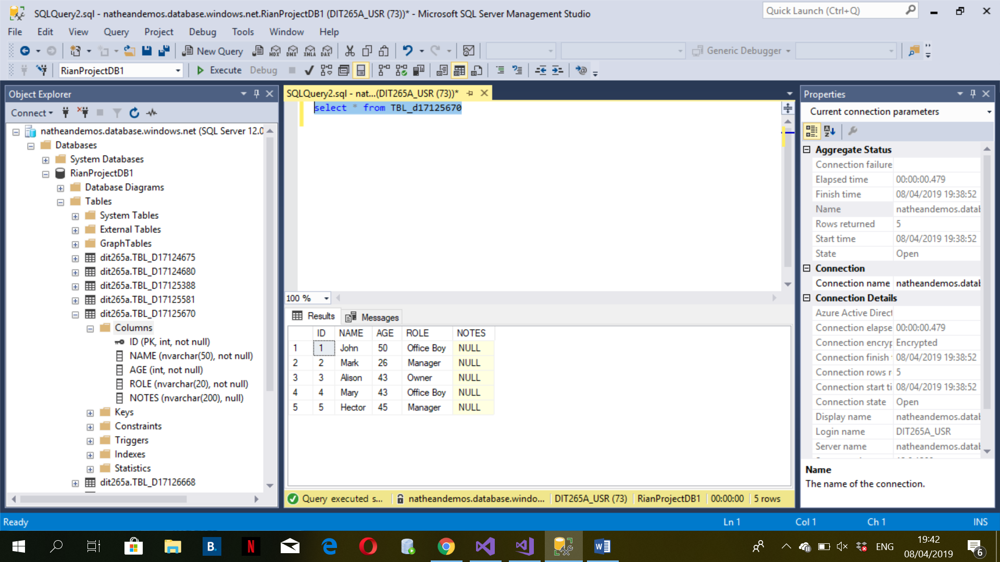 SQLQuery2.sql - natheandemos.database.windows.net.RianProjectDB1 (DIT265A_USR (73))* - Microsoft SQL Server Management Studio
Quick Launch (Ctrl+Q)
File Edit View Query Project Debug Tools Window Help
New Query MDX DMX XMLA DAX Generic Debugger
RianProjectDB1 Execute Debug
Object Explorer
Connect
natheandemos.database.windows.net (SQL Server 12.0
Databases
System Databases
RianProjectDB1
Database Diagrams
Tables
System Tables
External Tables
GraphTables
dit265a.TBL_D17124675
dit265a.TBL_D17124680
dit265a.TBL_D17125388
dit265a.TBL_D17125581
dit265a.TBL_D17125670
Columns
ID (PK, int, not null)
NAME (nvarchar(50), not null)
AGE (int, not null)
ROLE (nvarchar(20), not null)
NOTES (nvarchar(200), null)
Keys
Constraints
Triggers
Indexes
Statistics
dit265a.TBL_D17126668
SQLQuery2.sql - nat...(DIT265A_USR (73))*
select * from TBL_d17125670
100 %
Results Messages
ID NAME AGE ROLE NOTES
1 1 John 50 Office Boy NULL
2 2 Mark 26 Manager NULL
3 3 Alison 43 Owner NULL
4 4 Mary 43 Office Boy NULL
5 5 Hector 45 Manager NULL
Query executed s... natheandemos.database.windo... DIT265A_USR (73) RianProjectDB1 00:00:00 5 rows
Properties
Current connection parameters
Aggregate Status
Connection failure
Elapsed time 00:00:00.479
Finish time 08/04/2019 19:38:52
Name natheandemos.datal
Rows returned 5
Start time 08/04/2019 19:38:52
State Open
Connection
Connection name natheandemos.datal
Connection Details
Azure Active Direct
Connection elapse 00:00:00.479
Connection encryp Encrypted
Connection finish 08/04/2019 19:38:52
Connection rows r 5
Connection start ti 08/04/2019 19:38:52
Connection state Open
Display name natheandemos.datal
Login name DIT265A_USR
Server name natheandemos.datal
Name
The name of the connection.
Ready Ln 1 Col 1 Ch 1 INS
B. N ENG 19:42
08/04/2019 6